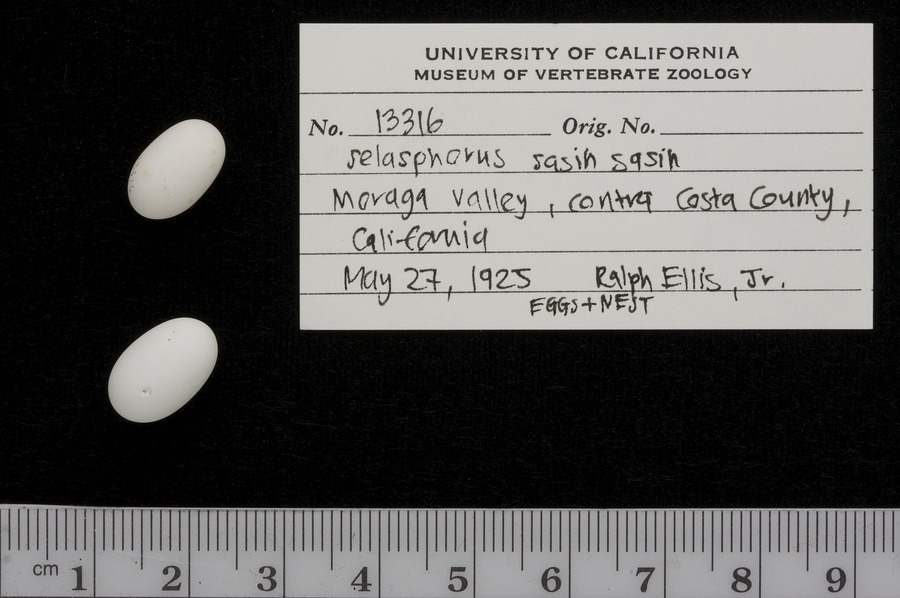 UNIVERSITY OF CALIFORNIA
MUSEUM OF VERTEBRATE ZOOLOGY
No. 13316 Orig. No.
selasphorus sasin sasin
Moraga Valley, contra Costa County,
California
May 27, 1925 Ralph Ellis, Jr.
EGGS + NEST
cm 1 2 3 4 5 6 7 8 9